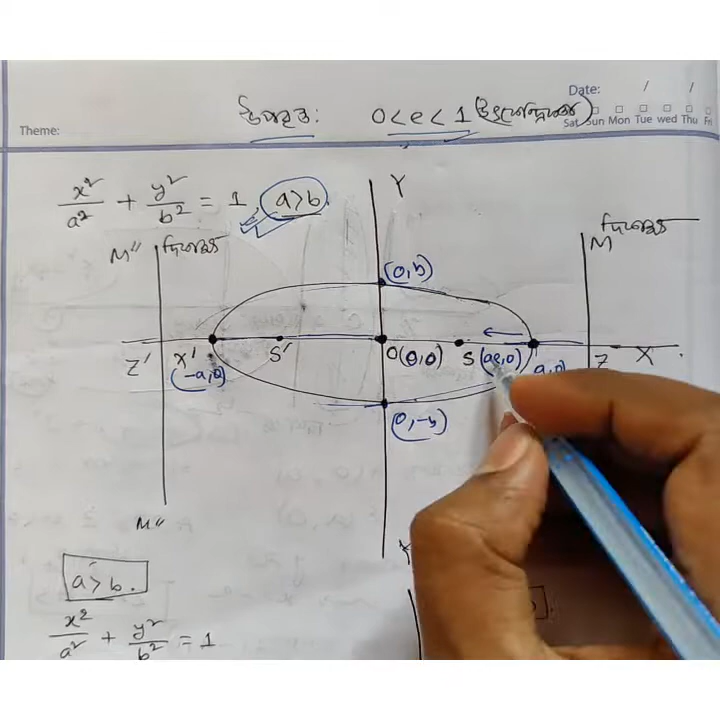 Date: / /
Theme:
উপবৃত্ত: 0<e<1 (উৎকেন্দ্রিকতা)
Sat Sun Mon Tue wed Thu Fri
x²/a² + y²/b² = 1, a>b
Y
M" দিকাক্ষ
দিকাক্ষ
M
(0,b)
Z' X' S' O(0,0) S (ae,0) a,0) Z X
(-a,0)
(0,-b)
M"
a>b.
x²/a² + y²/b² = 1